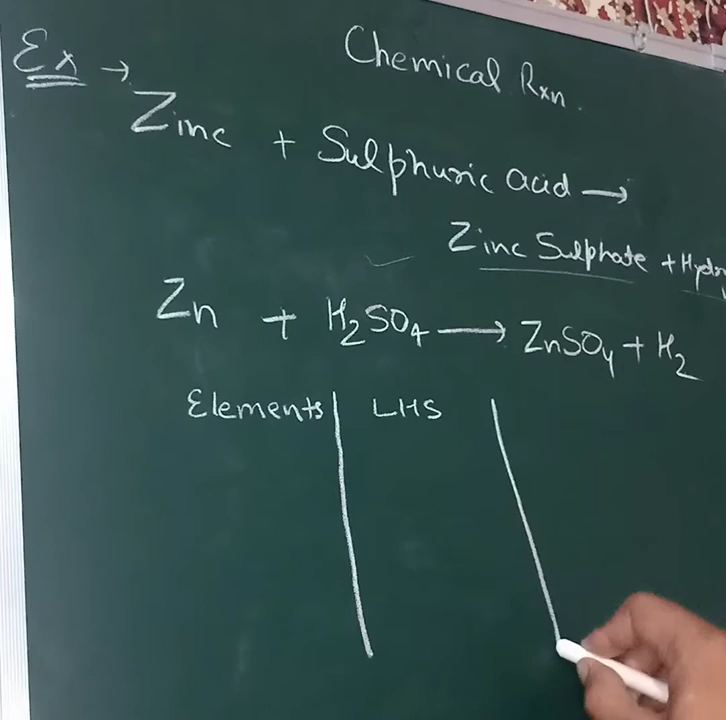 Chemical Rxn.
Ex →
Zinc + Sulphuric acid →
Zinc Sulphate +
Zn + H₂SO₄ → ZnSO₄ + H₂
Elements LHS